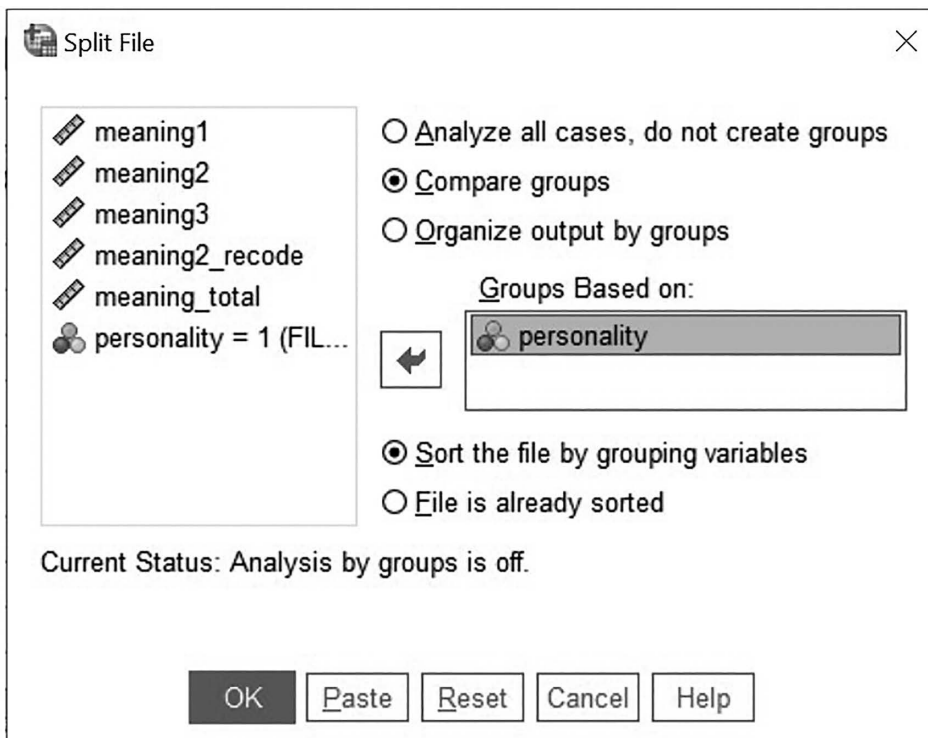 Split File
meaning1
meaning2
meaning3
meaning2_recode
meaning_total
personality = 1 (FIL...
Analyze all cases, do not create groups
Compare groups
Organize output by groups
Groups Based on:
personality
Sort the file by grouping variables
File is already sorted
Current Status: Analysis by groups is off.
OK
Paste
Reset
Cancel
Help